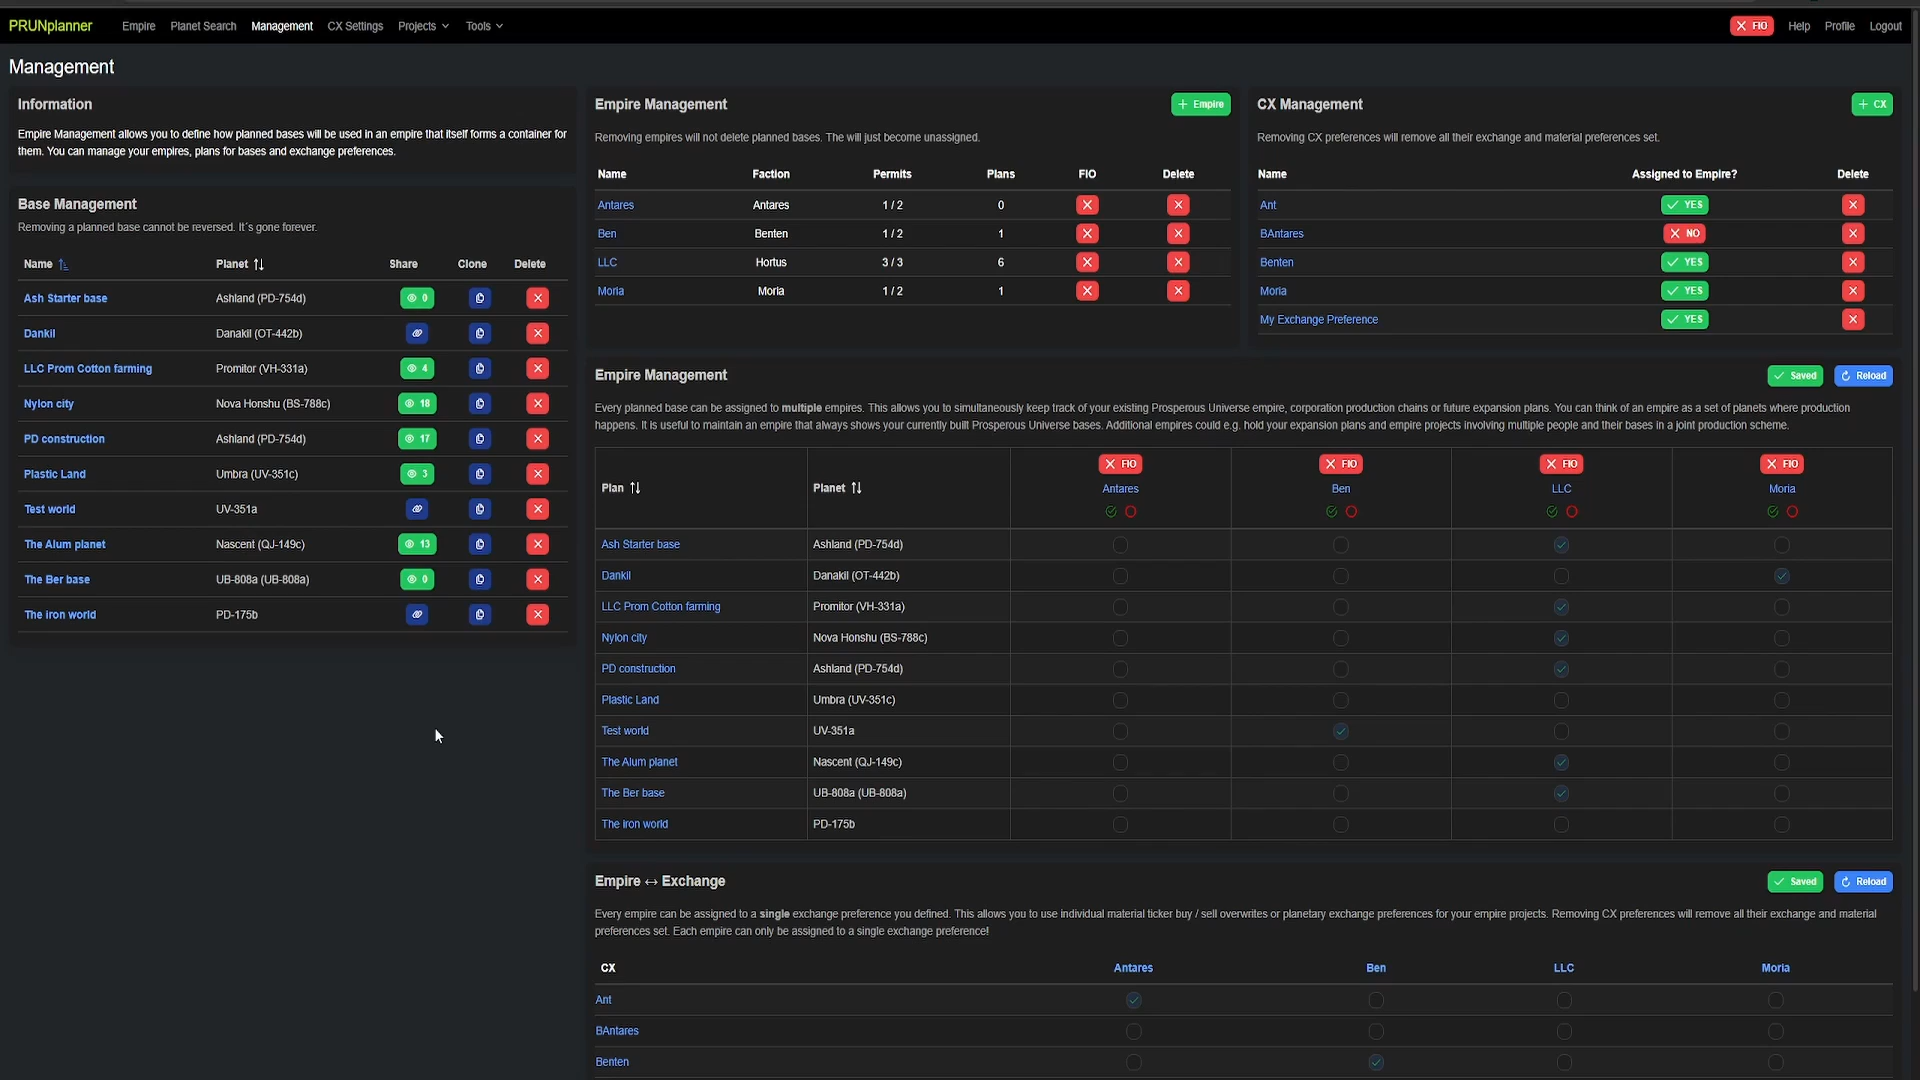 PRUNplanner Empire Planet Search Management CX Settings Projects Tools FIO Help Profile Logout
Management
Information
Empire Management allows you to define how planned bases will be used in an empire that itself forms a container for
them. You can manage your empires, plans for bases and exchange preferences.
Base Management
Removing a planned base cannot be reversed. It´s gone forever.
Name Planet Share Clone Delete
Ash Starter base Ashland (PD-754d) 0
Dankil Danakil (OT-442b)
LLC Prom Cotton farming Promitor (VH-331a) 4
Nylon city Nova Honshu (BS-788c) 18
PD construction Ashland (PD-754d) 17
Plastic Land Umbra (UV-351c) 3
Test world UV-351a
The Alum planet Nascent (QJ-149c) 13
The Ber base UB-808a (UB-808a) 0
The iron world PD-175b
Empire Management + Empire
Removing empires will not delete planned bases. The will just become unassigned.
Name Faction Permits Plans FIO Delete
Antares Antares 1 / 2 0
Ben Benten 1 / 2 1
LLC Hortus 3 / 3 6
Moria Moria 1 / 2 1
CX Management + CX
Removing CX preferences will remove all their exchange and material preferences set.
Name Assigned to Empire? Delete
Ant YES
BAntares NO
Benten YES
Moria YES
My Exchange Preference YES
Empire Management Saved Reload
Every planned base can be assigned to multiple empires. This allows you to simultaneously keep track of your existing Prosperous Universe empire, corporation production chains or future expansion plans. You can think of an empire as a set of planets where production
happens. It is useful to maintain an empire that always shows your currently built Prosperous Universe bases. Additional empires could e.g. hold your expansion plans and empire projects involving multiple people and their bases in a joint production scheme.
FIO FIO FIO FIO
Plan Planet Antares Ben LLC Moria
Ash Starter base Ashland (PD-754d)
Dankil Danakil (OT-442b)
LLC Prom Cotton farming Promitor (VH-331a)
Nylon city Nova Honshu (BS-788c)
PD construction Ashland (PD-754d)
Plastic Land Umbra (UV-351c)
Test world UV-351a
The Alum planet Nascent (QJ-149c)
The Ber base UB-808a (UB-808a)
The iron world PD-175b
Empire ↔ Exchange Saved Reload
Every empire can be assigned to a single exchange preference you defined. This allows you to use individual material ticker buy / sell overwrites or planetary exchange preferences for your empire projects. Removing CX preferences will remove all their exchange and material
preferences set. Each empire can only be assigned to a single exchange preference!
CX Antares Ben LLC Moria
Ant
BAntares
Benten